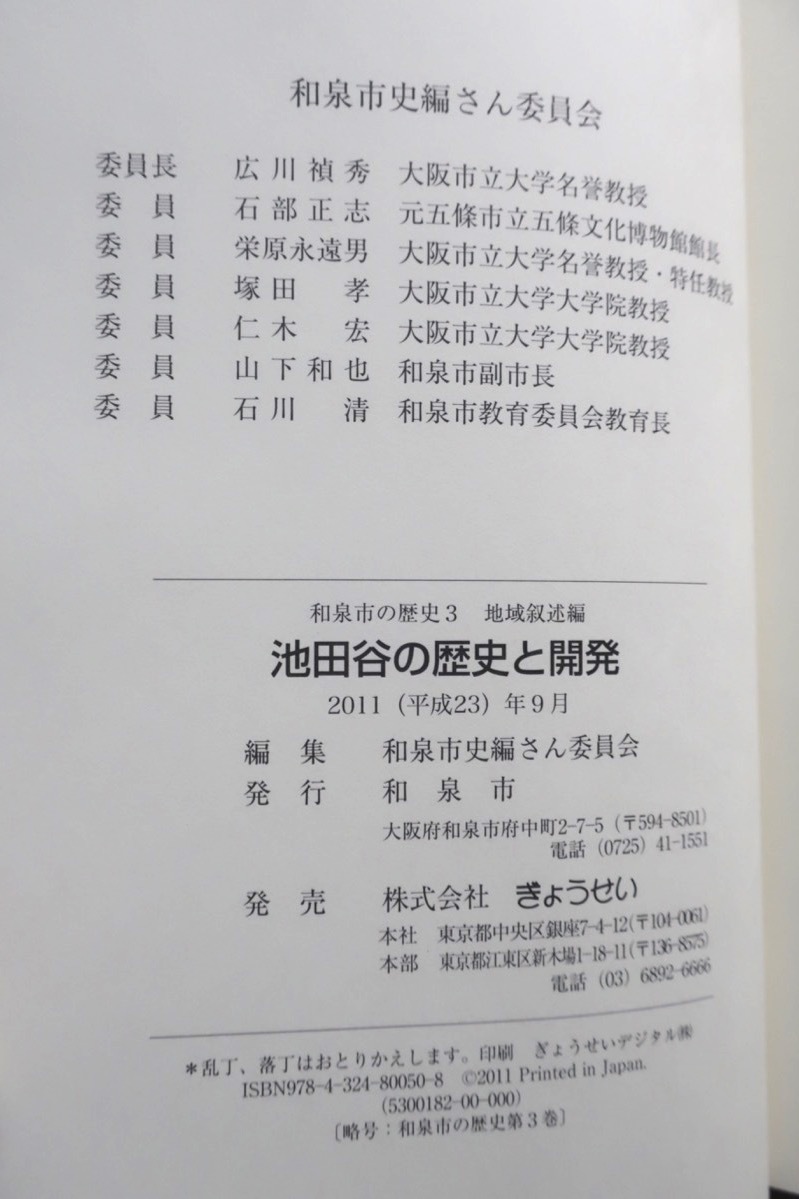 和泉市史編さん委員会
委員長 広川禎秀 大阪市立大学名誉教授
委員 石部正志 元五條市立五條文化博物館館長
委員 栄原永遠男 大阪市立大学名誉教授・特任教授
委員 塚田孝 大阪市立大学大学院教授
委員 仁木宏 大阪市立大学大学院教授
委員 山下和也 和泉市副市長
委員 石川清 和泉市教育委員会教育長
和泉市の歴史3 地域叙述編
池田谷の歴史と開発
2011（平成23）年9月
編集 和泉市史編さん委員会
発行 和泉市
大阪府和泉市府中町2-7-5（〒594-8501）
電話（0725）41-1551
発売 株式会社 ぎょうせい
本社 東京都中央区銀座7-4-12（〒104-0061）
本部 東京都江東区新木場1-18-11（〒136-8575）
電話（03）6892-6666
＊乱丁、落丁はおとりかえします。印刷 ぎょうせいデジタル㈱
ISBN978-4-324-80050-8 ©2011 Printed in Japan.
(5300182-00-000)
〔略号：和泉市の歴史第3巻〕